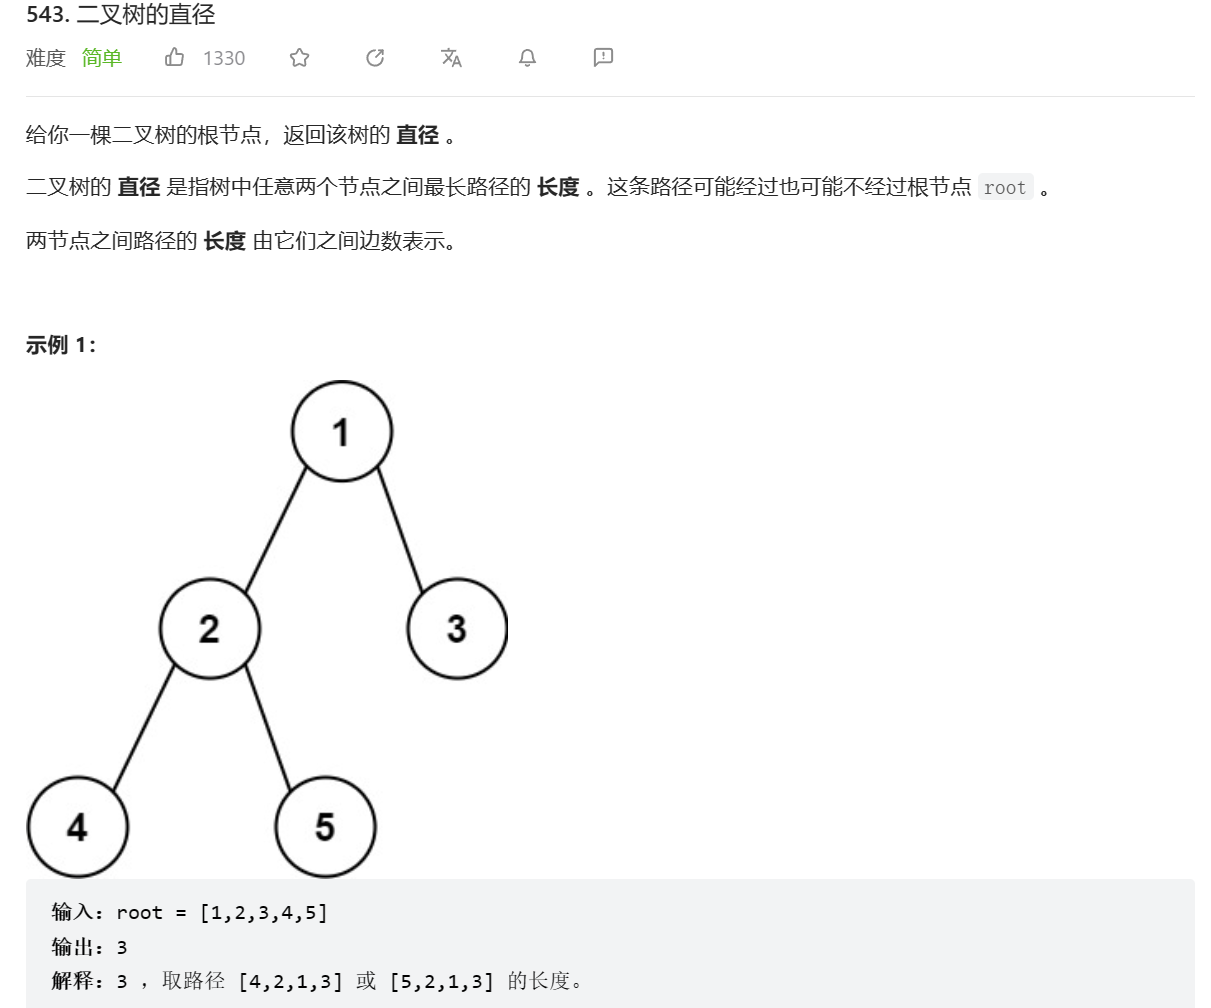 543. 二叉树的直径
难度 简单 1330
给你一棵二叉树的根节点，返回该树的 直径 。
二叉树的 直径 是指树中任意两个节点之间最长路径的 长度 。这条路径可能经过也可能不经过根节点 root 。
两节点之间路径的 长度 由它们之间边数表示。
示例 1：
1
2 3
4 5
输入：root = [1,2,3,4,5]
输出：3
解释：3 ，取路径 [4,2,1,3] 或 [5,2,1,3] 的长度。